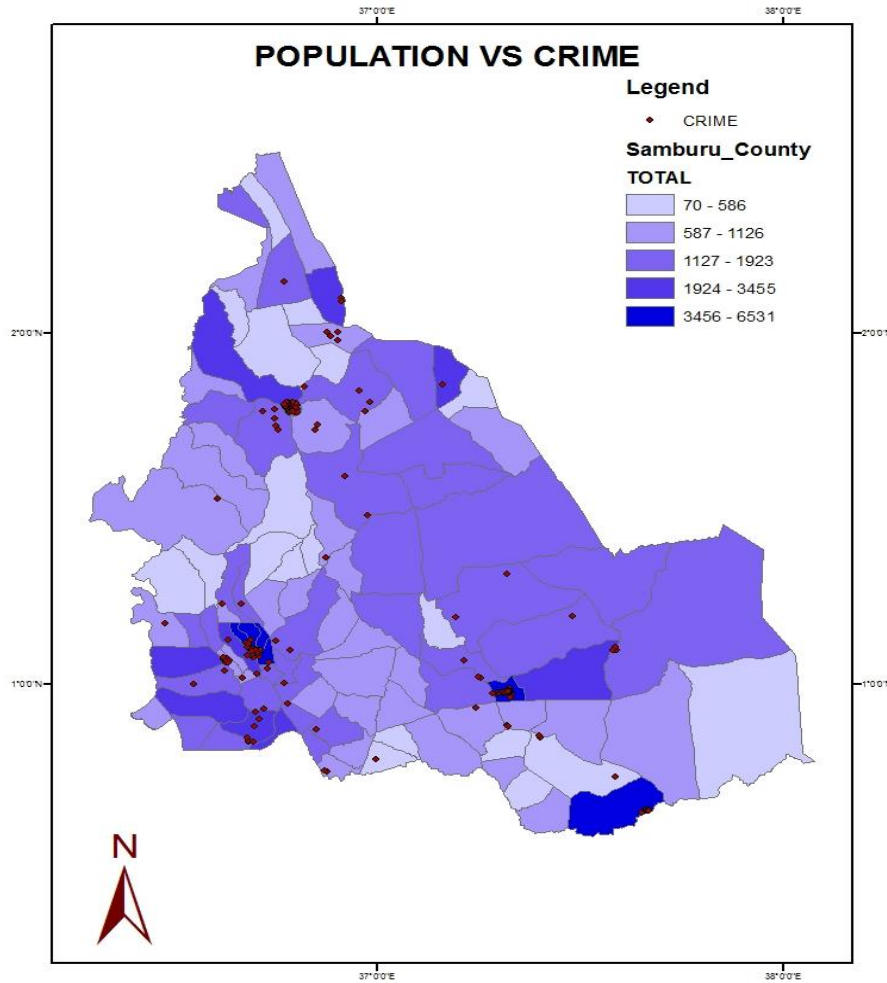 37°0'0"E 38°0'0"E
POPULATION VS CRIME
Legend
CRIME
Samburu_County
TOTAL
70 - 586
587 - 1126
1127 - 1923
1924 - 3455
3456 - 6531
2°0'0"N 2°0'0"N
1°0'0"N 1°0'0"N
N
37°0'0"E 38°0'0"E